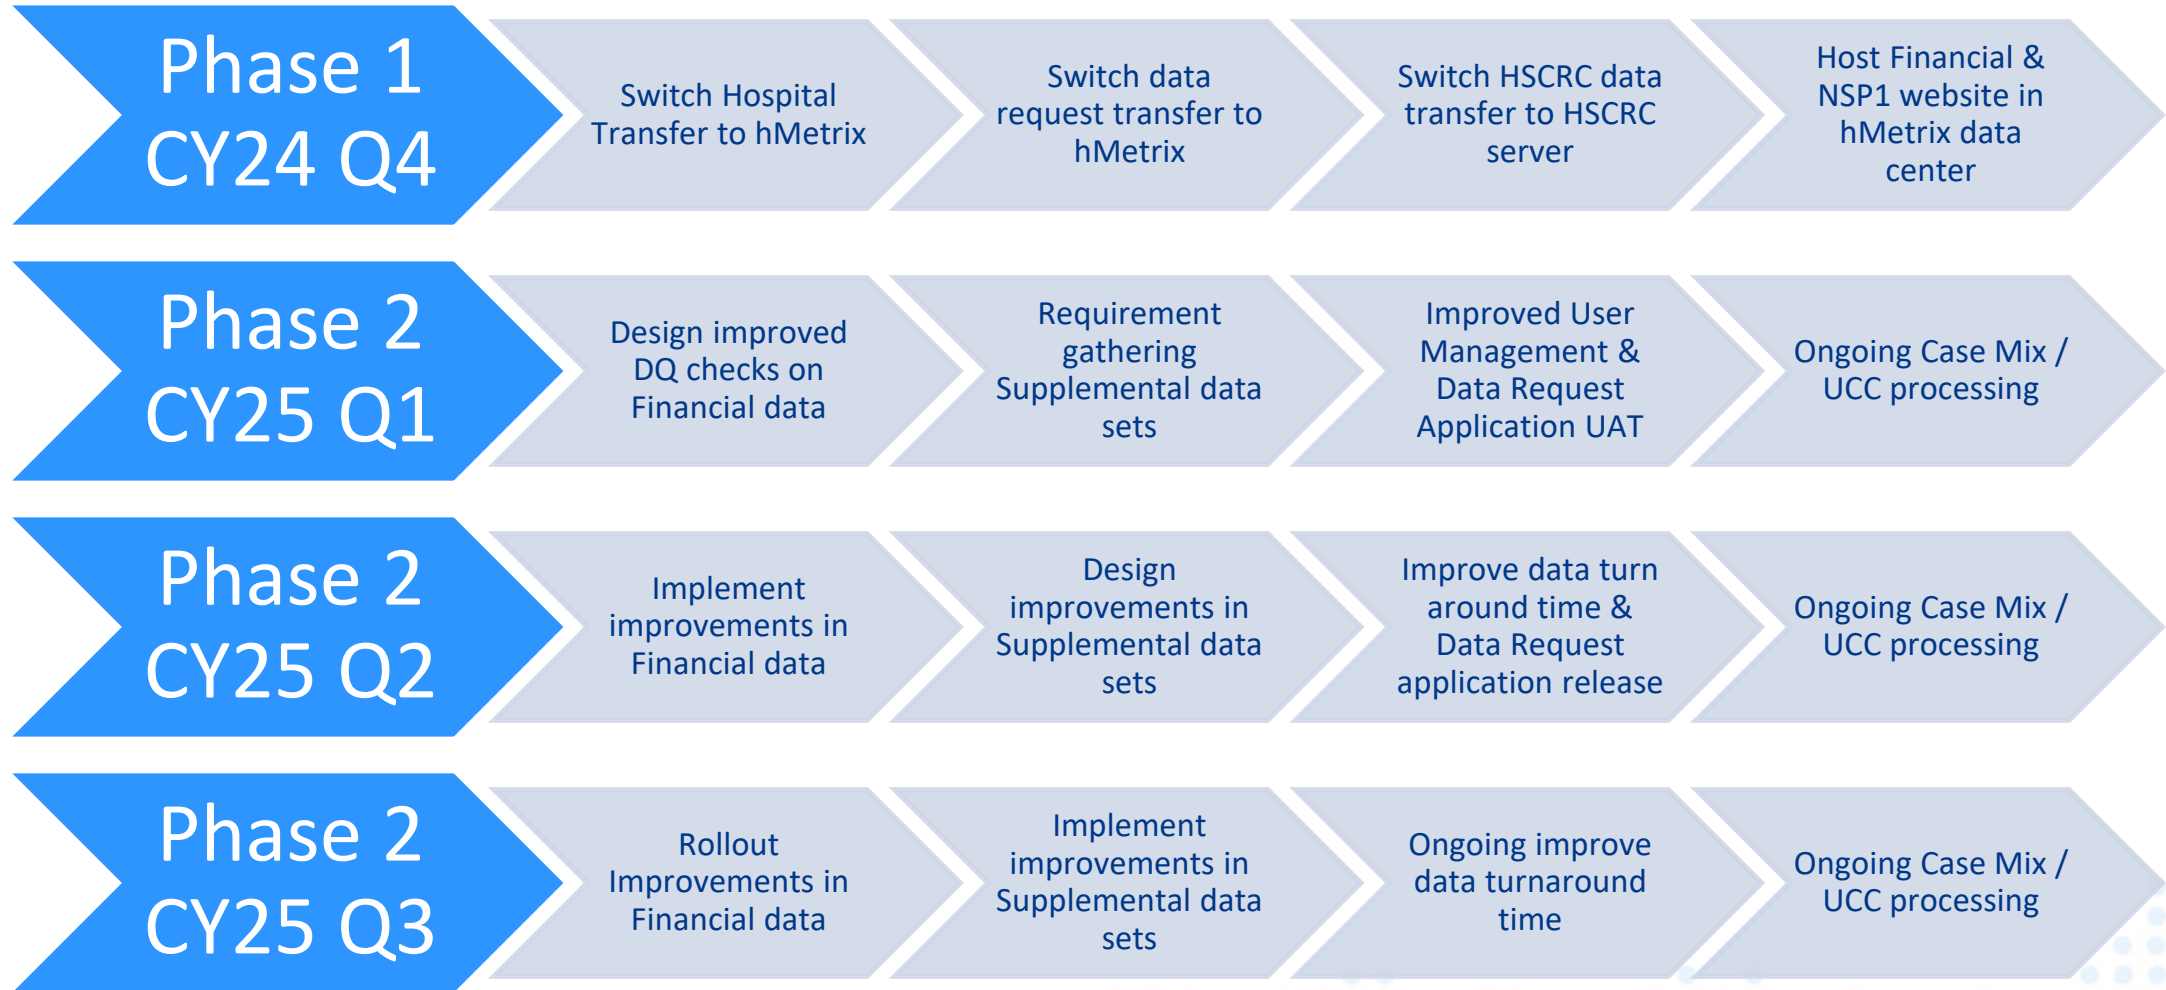 Phase 1
CY24 Q4
Switch Hospital
Transfer to hMetrix
Switch data
request transfer to
hMetrix
Switch HSCRC data
transfer to HSCRC
server
Host Financial &
NSP1 website in
hMetrix data
center
Phase 2
CY25 Q1
Design improved
DQ checks on
Financial data
Requirement
gathering
Supplemental data
sets
Improved User
Management &
Data Request
Application UAT
Ongoing Case Mix /
UCC processing
Phase 2
CY25 Q2
Implement
improvements in
Financial data
Design
improvements in
Supplemental data
sets
Improve data turn
around time &
Data Request
application release
Ongoing Case Mix /
UCC processing
Phase 2
CY25 Q3
Rollout
Improvements in
Financial data
Implement
improvements in
Supplemental data
sets
Ongoing improve
data turnaround
time
Ongoing Case Mix /
UCC processing